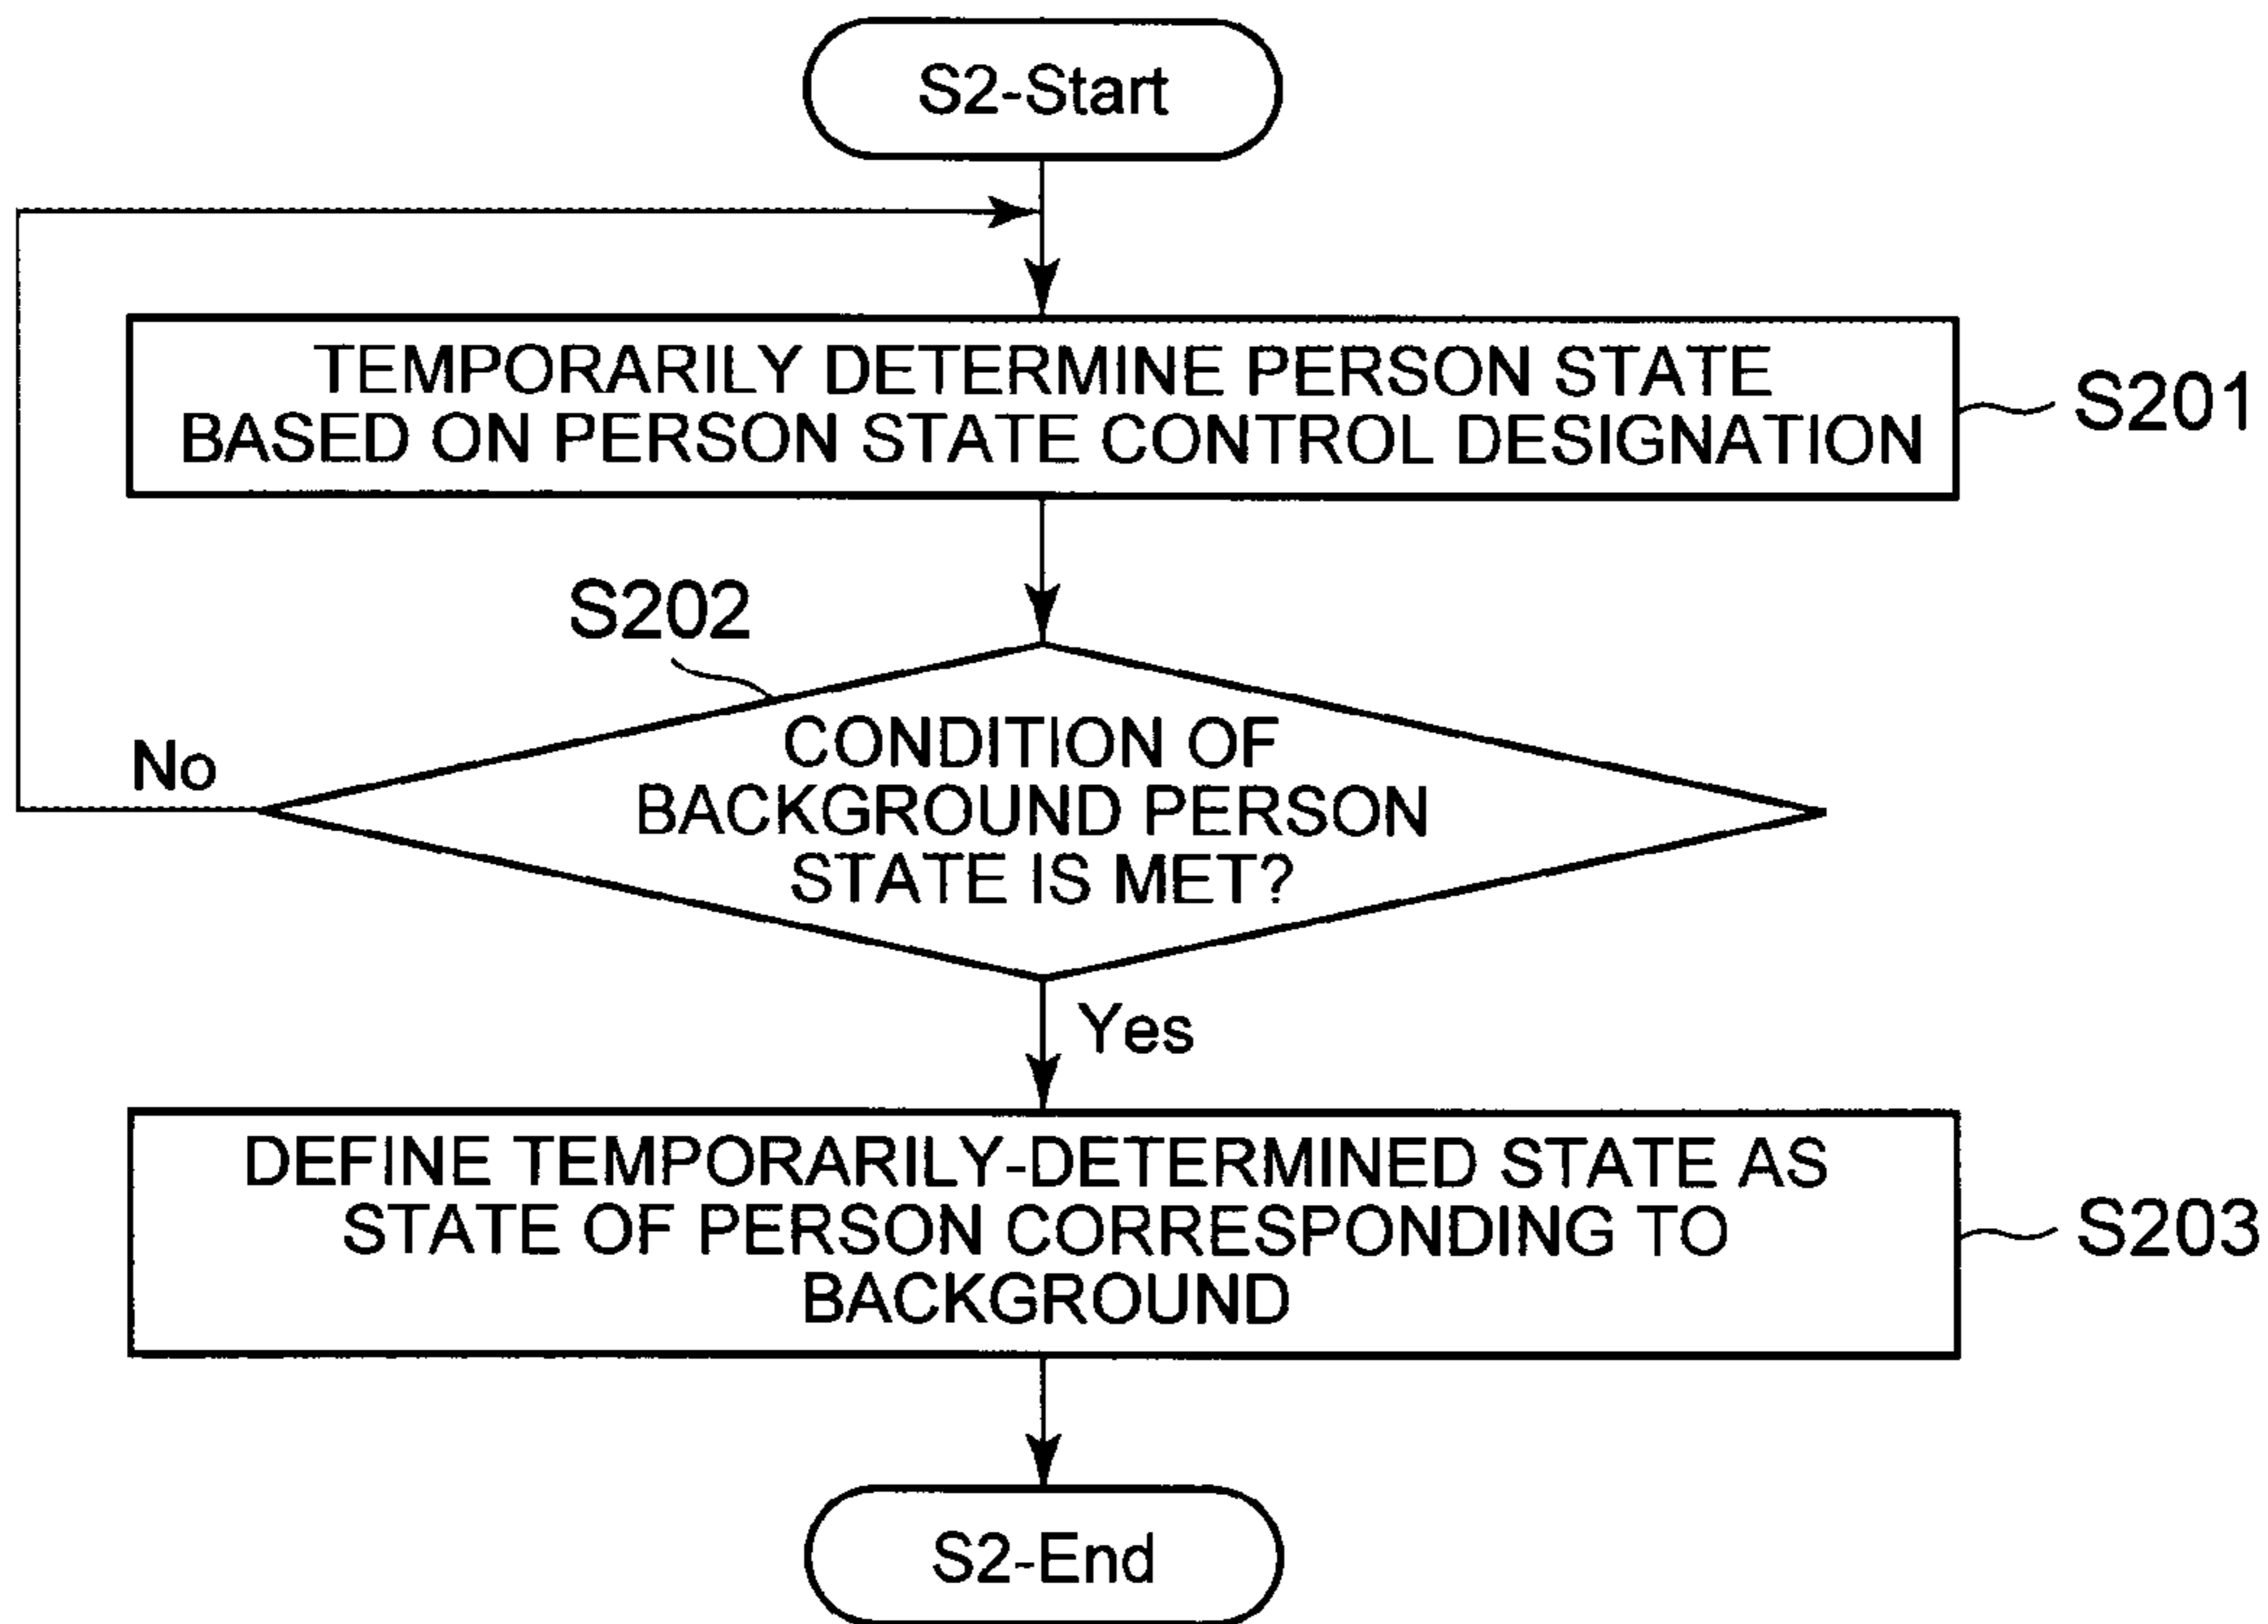 S2-Start
TEMPORARILY DETERMINE PERSON STATE
BASED ON PERSON STATE CONTROL DESIGNATION
S201
S202
CONDITION OF
BACKGROUND PERSON
STATE IS MET?
No
Yes
DEFINE TEMPORARILY-DETERMINED STATE AS
STATE OF PERSON CORRESPONDING TO
BACKGROUND
S203
S2-End